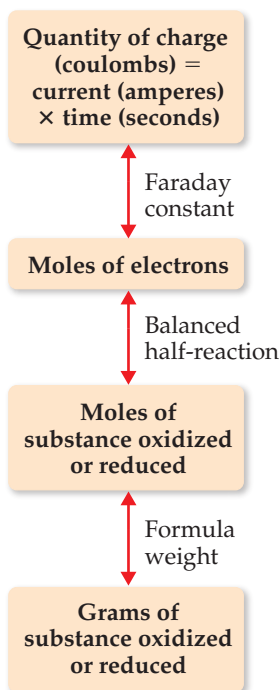 Quantity of charge
(coulombs) =
current (amperes)
× time (seconds)
Faraday
constant
Moles of electrons
Balanced
half-reaction
Moles of
substance oxidized
or reduced
Formula
weight
Grams of
substance oxidized
or reduced